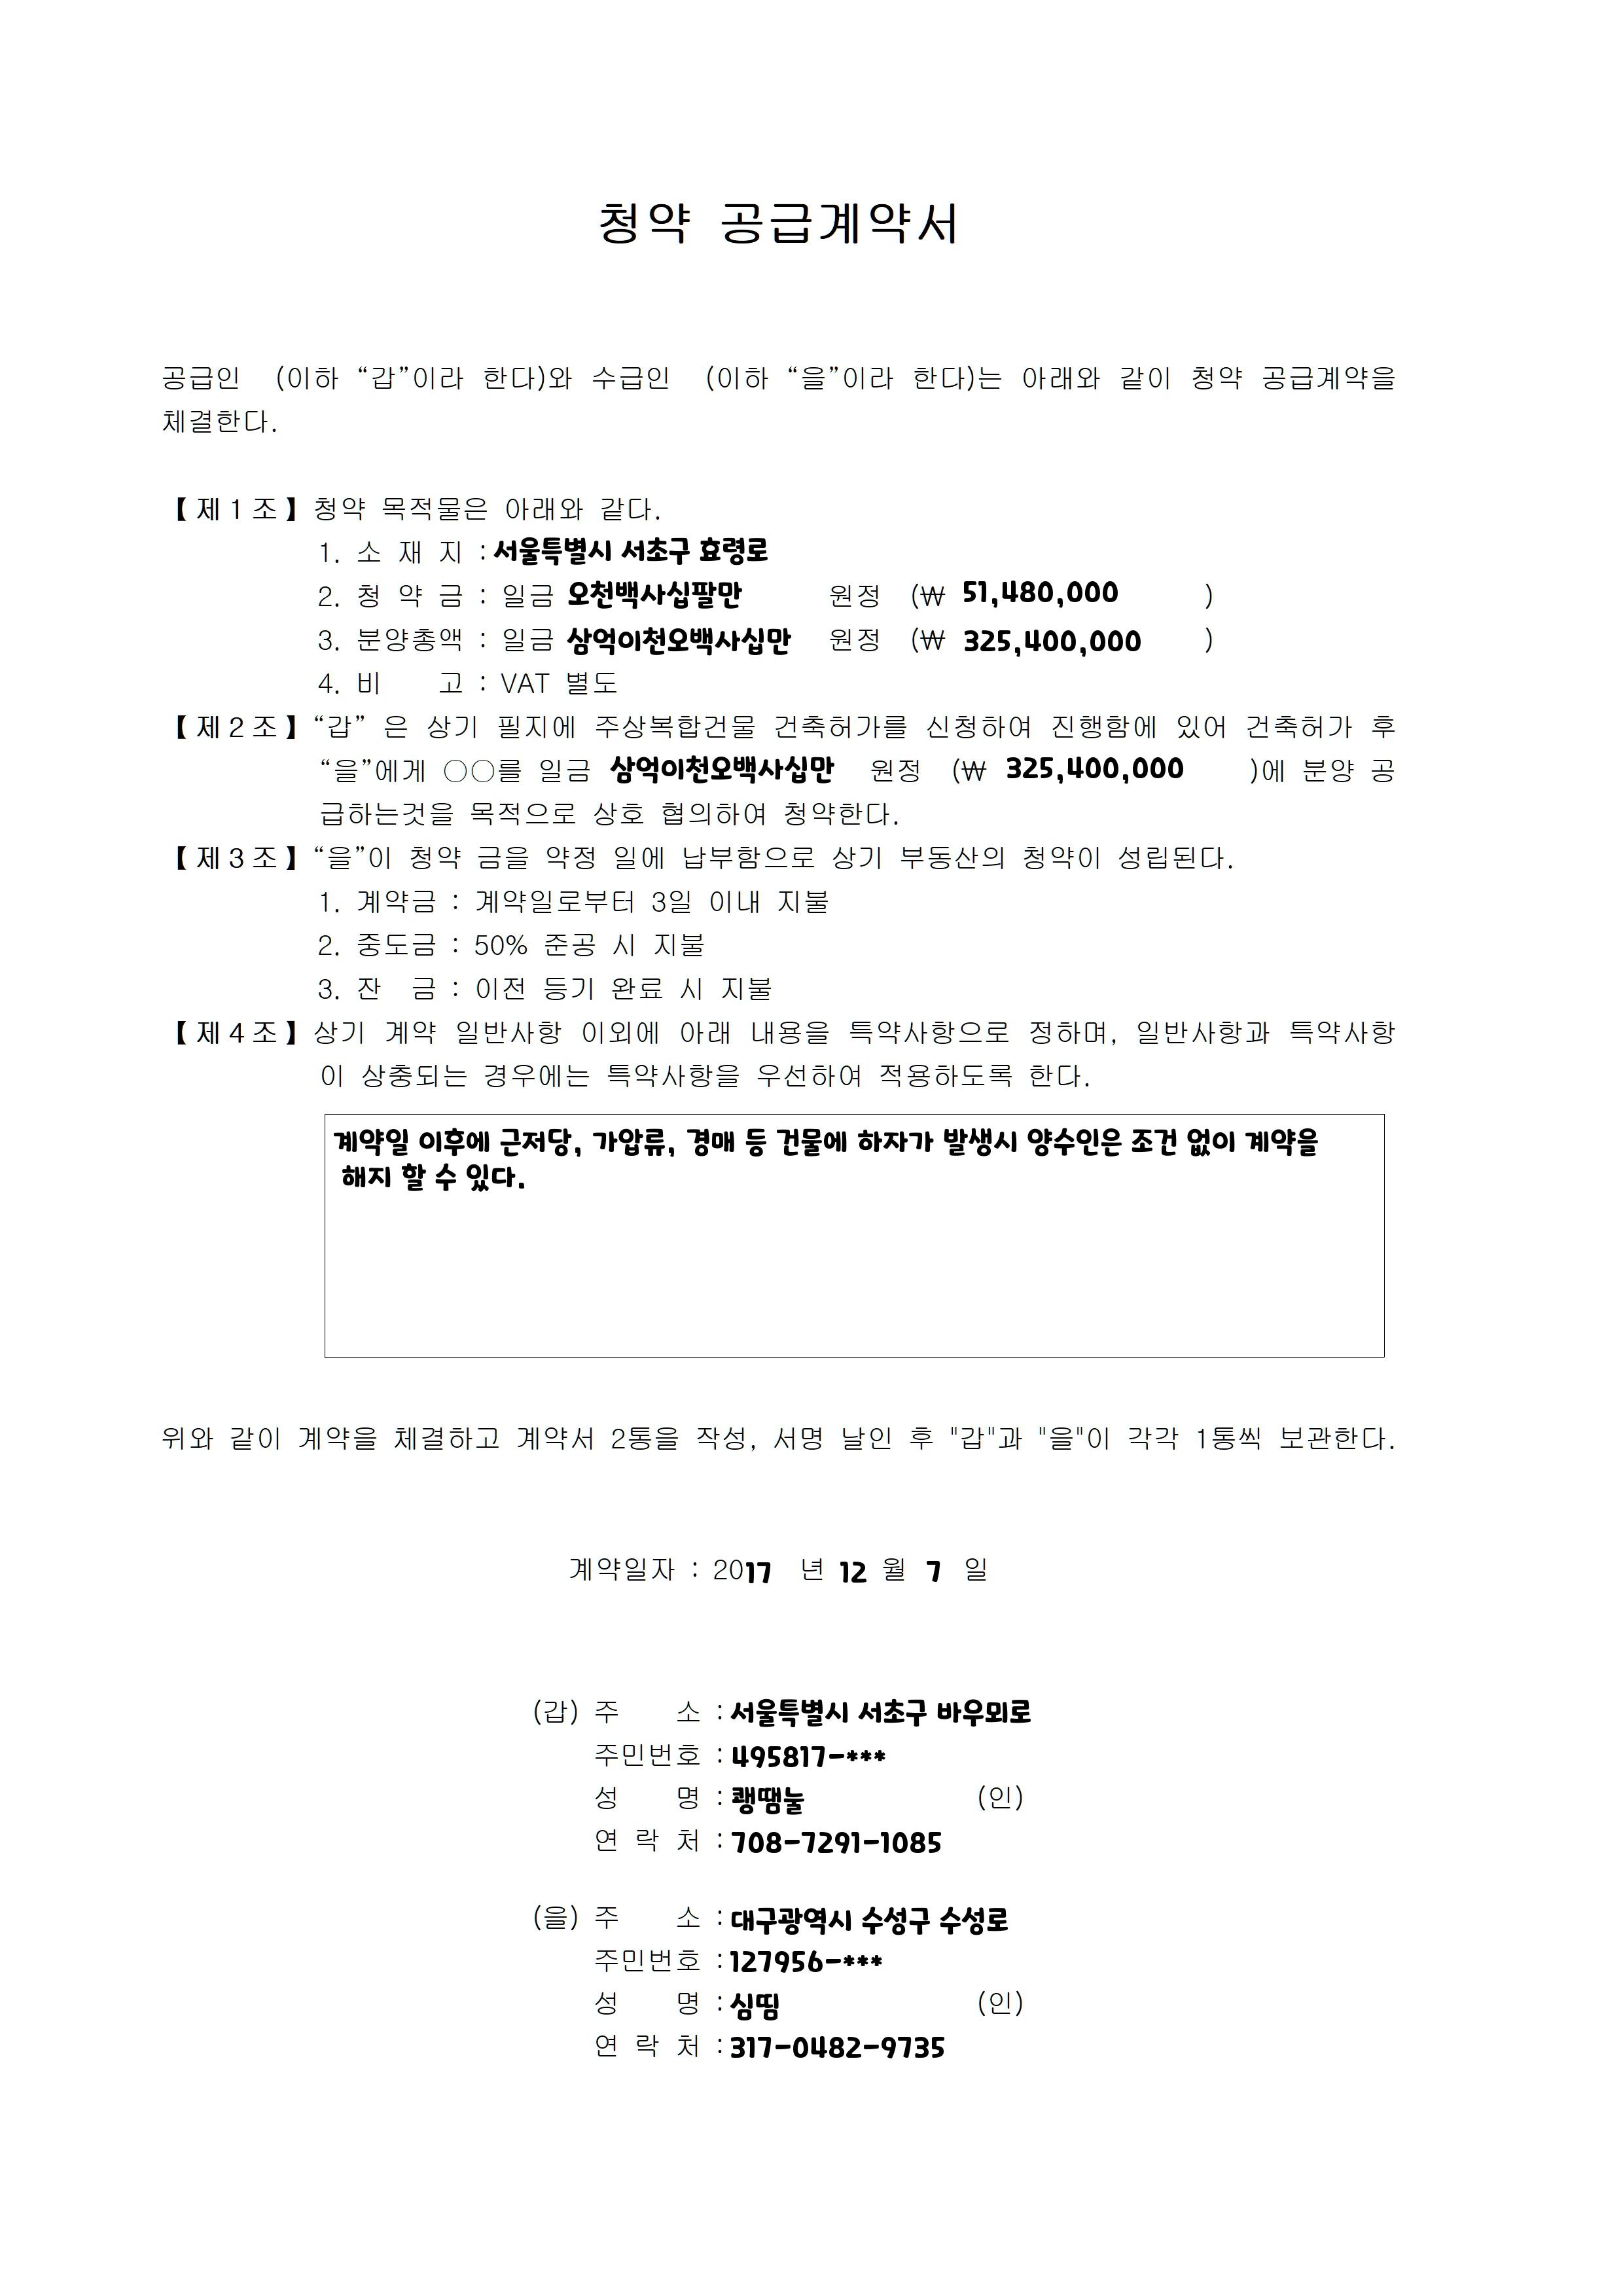 청약 공급계약서
공급인 (이하 “갑”이라 한다)와 수급인 (이하 “을”이라 한다)는 아래와 같이 청약 공급계약을
체결한다.
【제1조】청약 목적물은 아래와 같다.
1. 소 재 지 : 서울특별시 서초구 효령로
2. 청 약 금 : 일금 오천백사십팔만 원정 (₩ 51,480,000 )
3. 분양총액 : 일금 삼억이천오백사십만 원정 (₩ 325,400,000 )
4. 비 고 : VAT 별도
【제2조】“갑” 은 상기 필지에 주상복합건물 건축허가를 신청하여 진행함에 있어 건축허가 후
“을”에게 ○○를 일금 삼억이천오백사십만 원정 (₩ 325,400,000 )에 분양 공
급하는것을 목적으로 상호 협의하여 청약한다.
【제3조】“을”이 청약 금을 약정 일에 납부함으로 상기 부동산의 청약이 성립된다.
1. 계약금 : 계약일로부터 3일 이내 지불
2. 중도금 : 50% 준공 시 지불
3. 잔 금 : 이전 등기 완료 시 지불
【제4조】상기 계약 일반사항 이외에 아래 내용을 특약사항으로 정하며, 일반사항과 특약사항
이 상충되는 경우에는 특약사항을 우선하여 적용하도록 한다.
계약일 이후에 근저당, 가압류, 경매 등 건물에 하자가 발생시 양수인은 조건 없이 계약을
해지 할 수 있다.
위와 같이 계약을 체결하고 계약서 2통을 작성, 서명 날인 후 "갑"과 "을"이 각각 1통씩 보관한다.
계약일자 : 2017 년 12 월 7 일
(갑) 주 소 : 서울특별시 서초구 바우뫼로
주민번호 : 495817-***
성 명 : 쾡땜눌 (인)
연 락 처 : 708-7291-1085
(을) 주 소 : 대구광역시 수성구 수성로
주민번호 : 127956-***
성 명 : 심띰 (인)
연 락 처 : 317-0482-9735